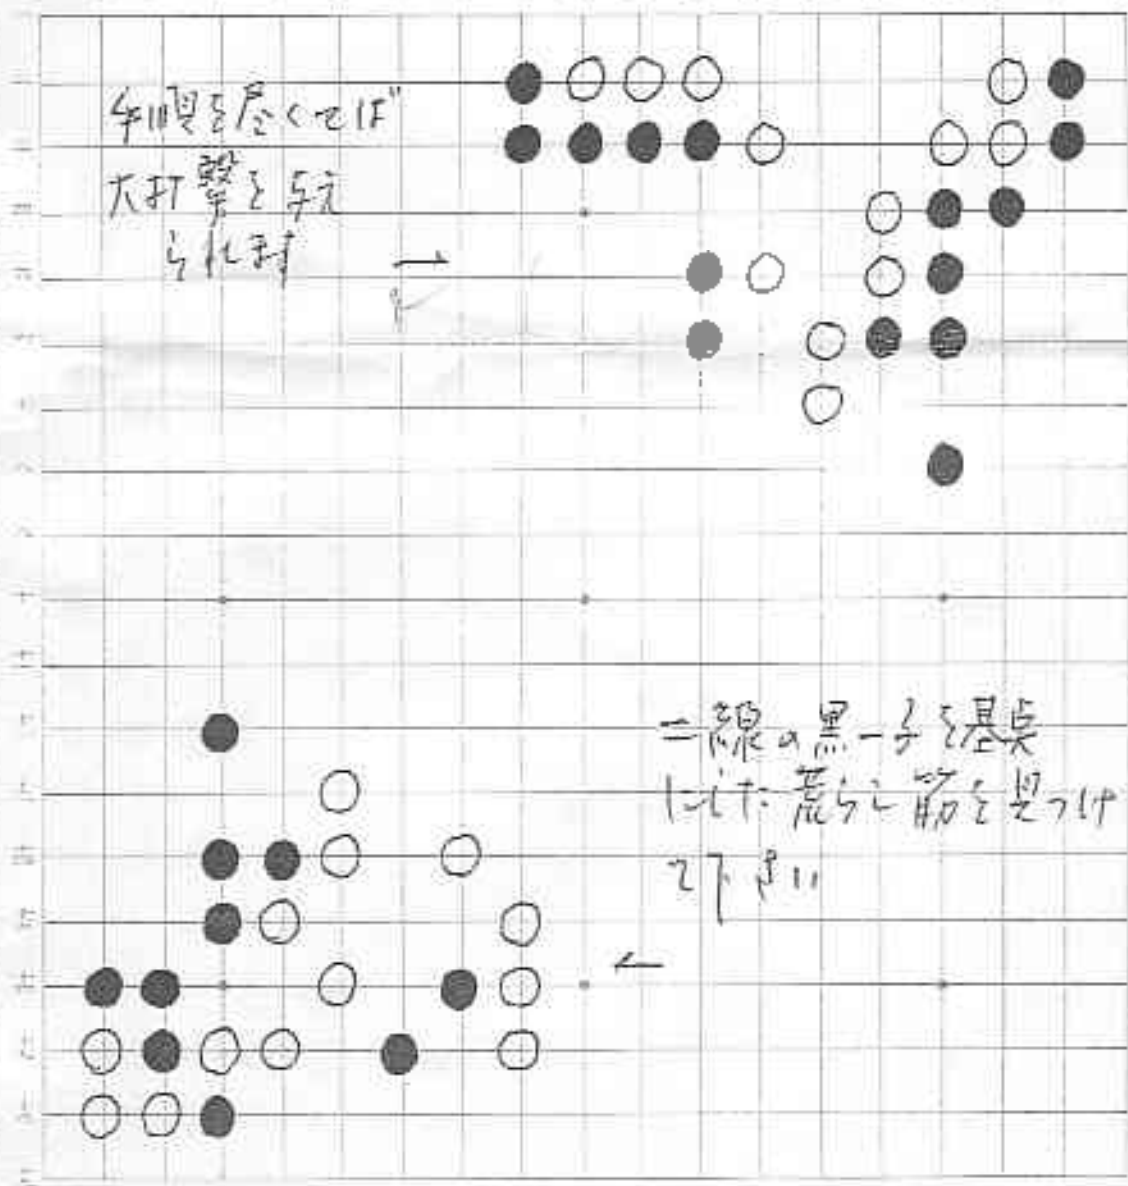 手順を尽くせば
大打撃を与え
られます
二線の黒一子を基点
にした荒らし筋を見つけ
て下さい